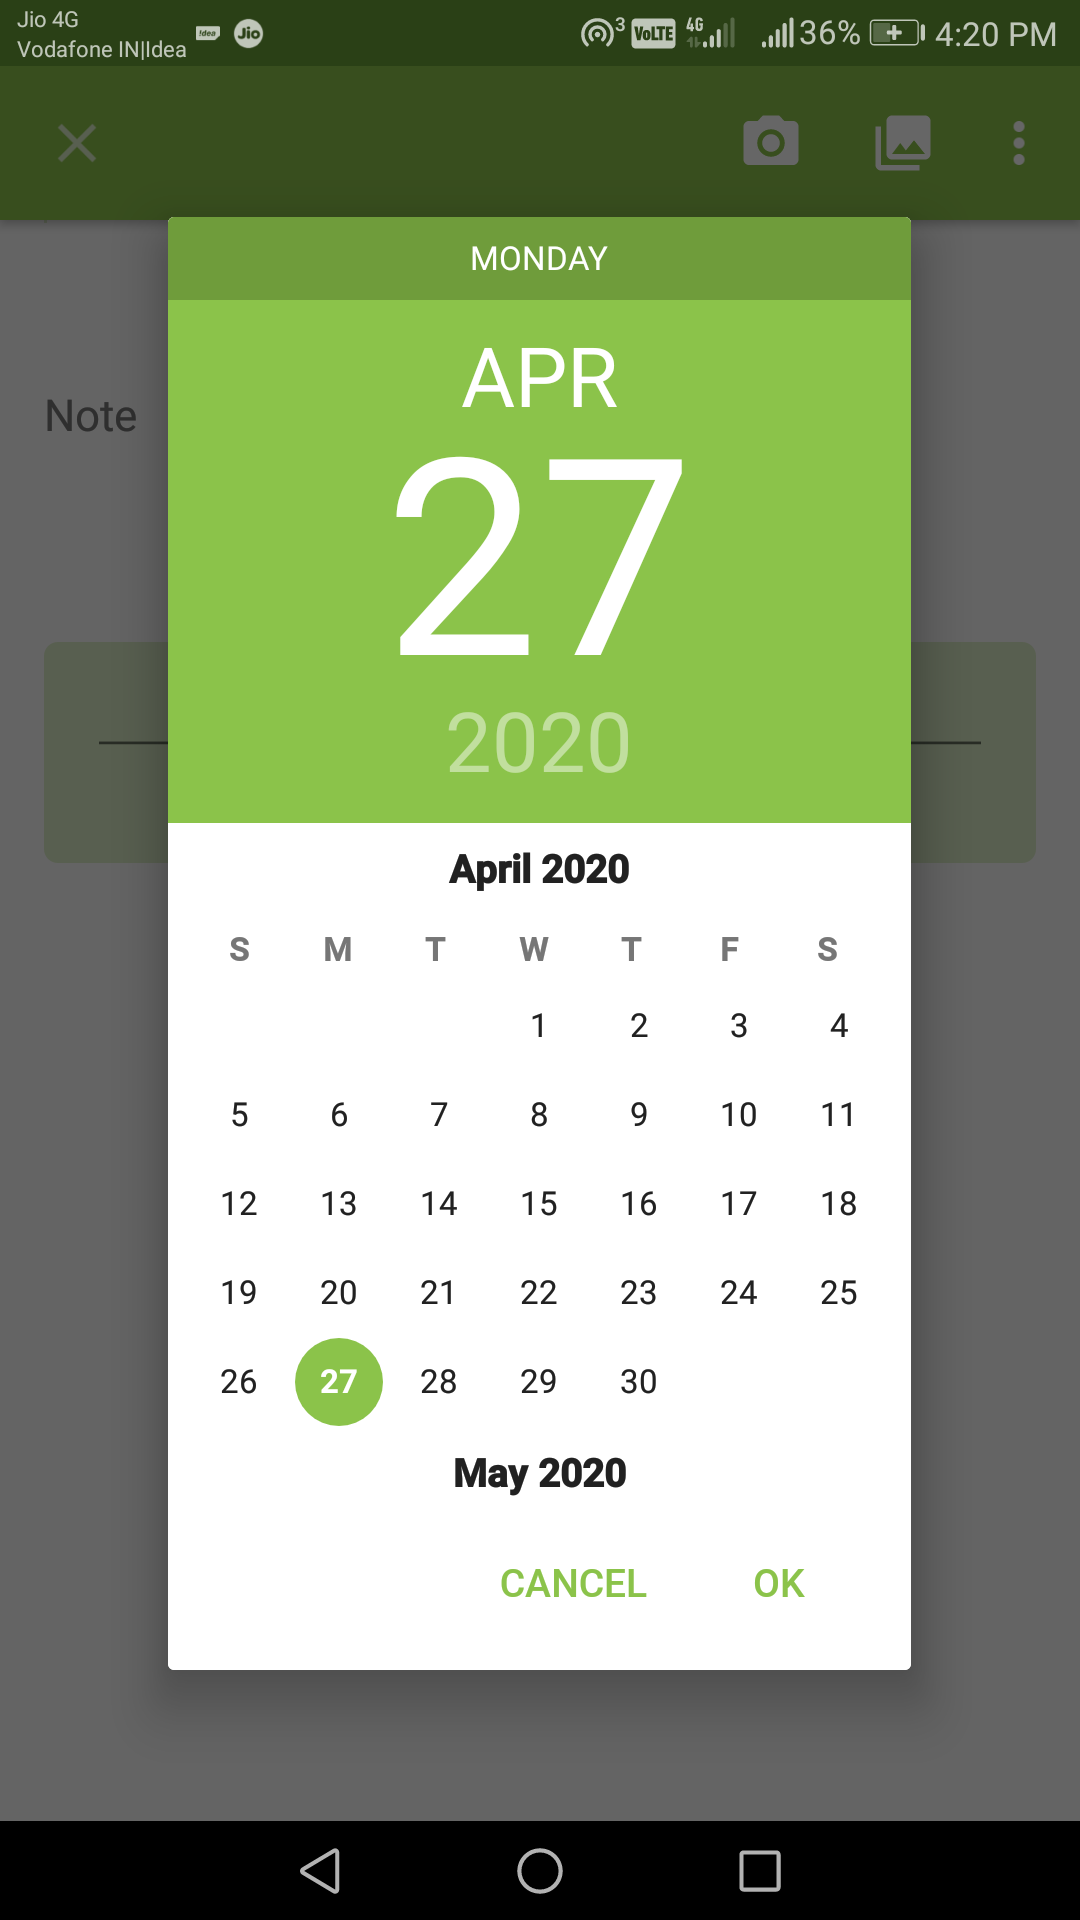 Jio 4G
Vodafone IN|Idea
!dea
Jio
3
VoLTE
4G
36%
4:20 PM
MONDAY
APR
27
2020
Note
April 2020
S M T W T F S
1 2 3 4
5 6 7 8 9 10 11
12 13 14 15 16 17 18
19 20 21 22 23 24 25
26 27 28 29 30
May 2020
CANCEL OK